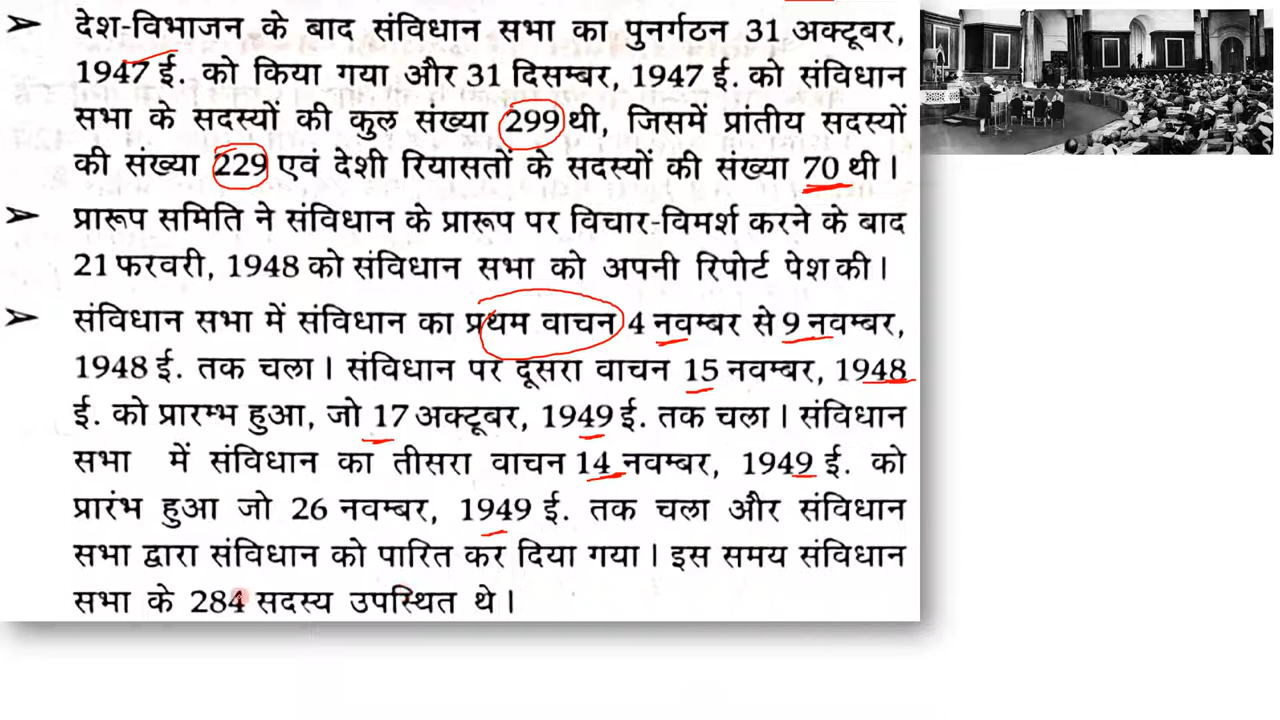 ➢ देश-विभाजन के बाद संविधान सभा का पुनर्गठन 31 अक्टूबर,
1947 ई. को किया गया और 31 दिसम्बर, 1947 ई. को संविधान
सभा के सदस्यों की कुल संख्या 299 थी, जिसमें प्रांतीय सदस्यों
की संख्या 229 एवं देशी रियासतों के सदस्यों की संख्या 70 थी।
➢ प्रारूप समिति ने संविधान के प्रारूप पर विचार-विमर्श करने के बाद
21 फरवरी, 1948 को संविधान सभा को अपनी रिपोर्ट पेश की।
➢ संविधान सभा में संविधान का प्रथम वाचन 4 नवम्बर से 9 नवम्बर,
1948 ई. तक चला। संविधान पर दूसरा वाचन 15 नवम्बर, 1948
ई. को प्रारम्भ हुआ, जो 17 अक्टूबर, 1949 ई. तक चला। संविधान
सभा में संविधान का तीसरा वाचन 14 नवम्बर, 1949 ई. को
प्रारंभ हुआ जो 26 नवम्बर, 1949 ई. तक चला और संविधान
सभा द्वारा संविधान को पारित कर दिया गया। इस समय संविधान
सभा के 284 सदस्य उपस्थित थे।